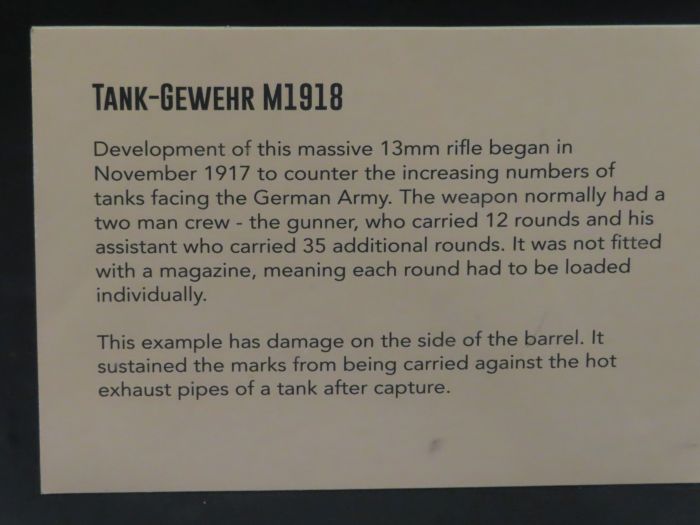 TANK-GEWEHR M1918
Development of this massive 13mm rifle began in
November 1917 to counter the increasing numbers of
tanks facing the German Army. The weapon normally had a
two man crew - the gunner, who carried 12 rounds and his
assistant who carried 35 additional rounds. It was not fitted
with a magazine, meaning each round had to be loaded
individually.
This example has damage on the side of the barrel. It
sustained the marks from being carried against the hot
exhaust pipes of a tank after capture.